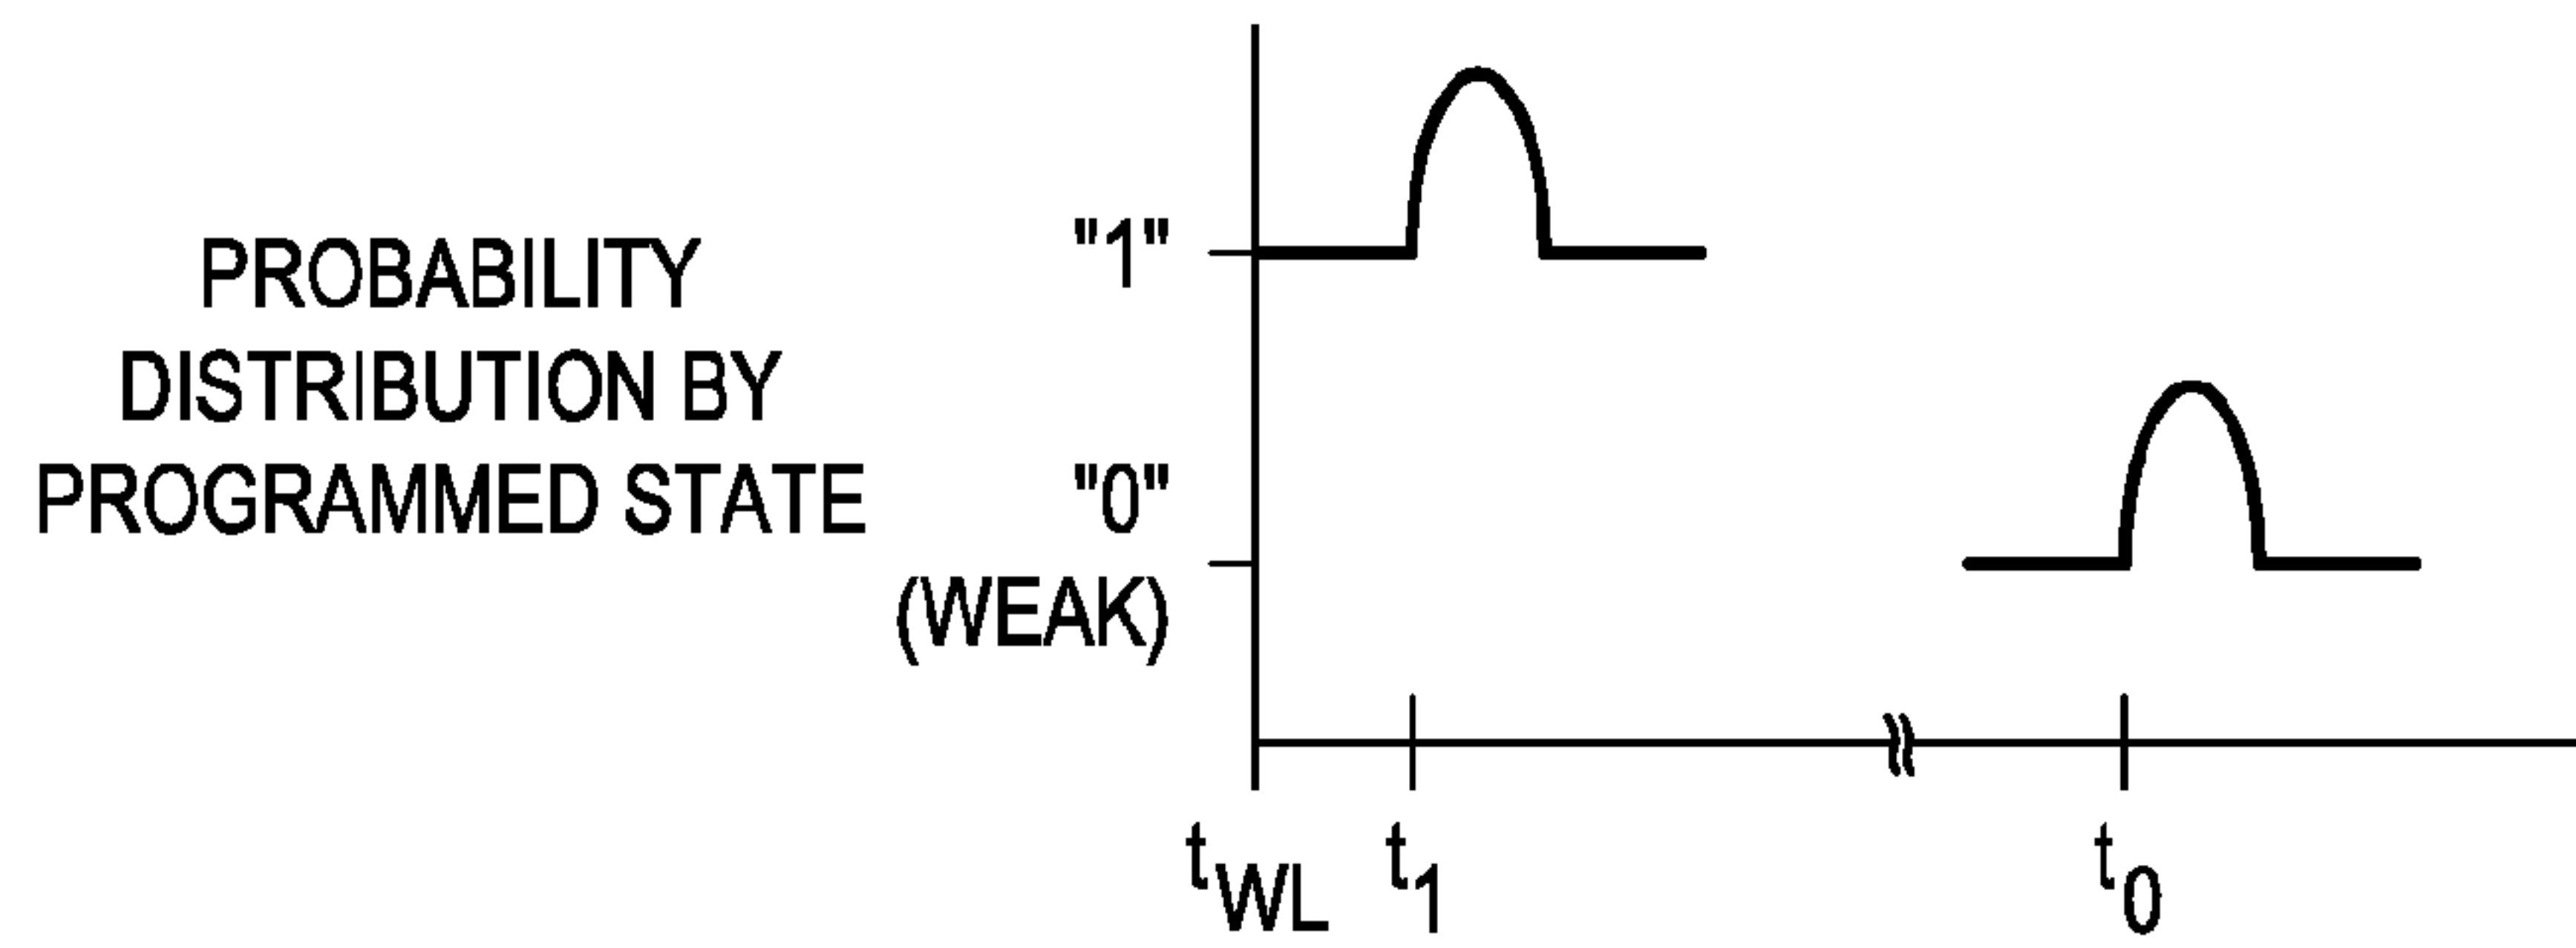 PROBABILITY
DISTRIBUTION BY
PROGRAMMED STATE
"1"
"0"
(WEAK)
tWL t1 t0